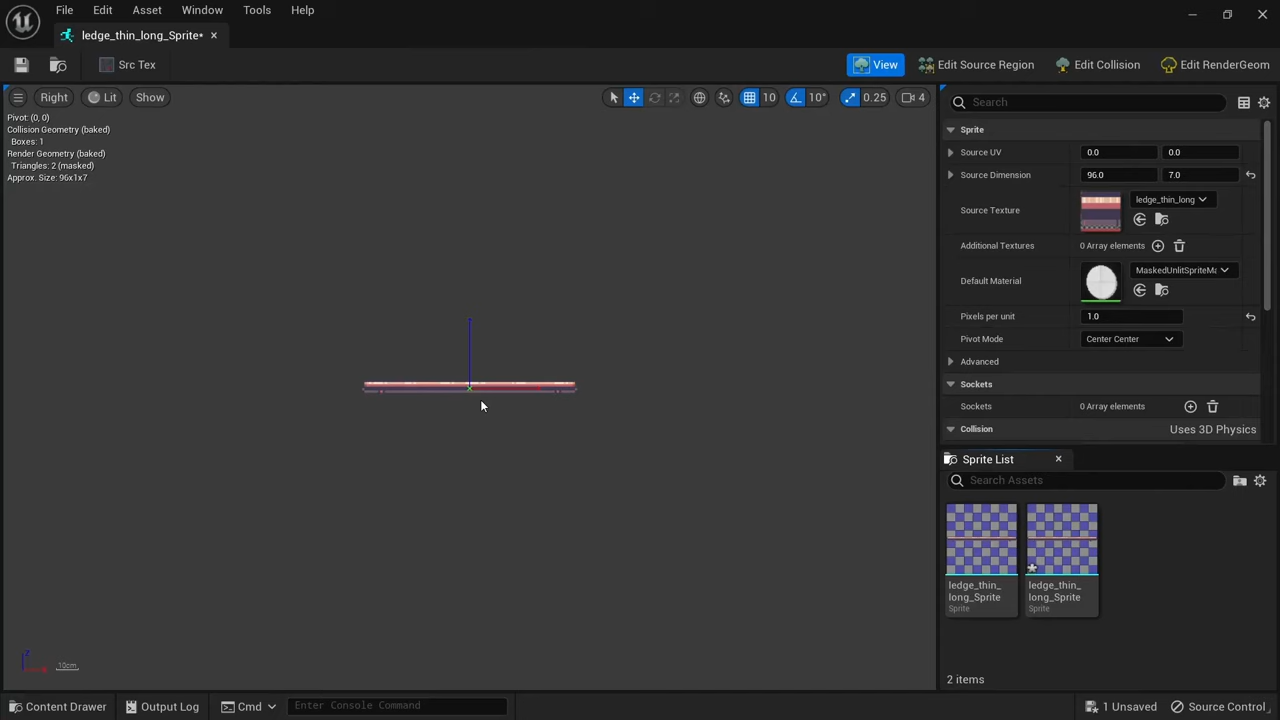 File Edit Asset Window Tools Help
ledge_thin_long_Sprite*
Src Tex
View Edit Source Region Edit Collision Edit RenderGeom
Right Lit Show 10 10° 0.25 4
Pivot: (0, 0)
Collision Geometry (baked)
Boxes: 1
Render Geometry (baked)
Triangles: 2 (masked)
Approx. Size: 96x1x7
Z
10cm
Search
Sprite
Source UV 0.0 0.0
Source Dimension 96.0 7.0
Source Texture ledge_thin_long
Additional Textures 0 Array elements
Default Material MaskedUnlitSpriteMa
Pixels per unit 1.0
Pivot Mode Center Center
Advanced
Sockets
Sockets 0 Array elements
Collision Uses 3D Physics
Sprite List
Search Assets
ledge_thin_
long_Sprite
Sprite
ledge_thin_
long_Sprite
Sprite
2 items
Content Drawer Output Log Cmd Enter Console Command 1 Unsaved Source Control